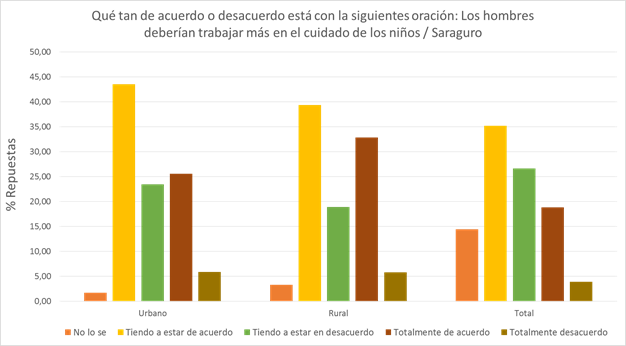 Qué tan de acuerdo o desacuerdo está con la siguientes oración: Los hombres
deberían trabajar más en el cuidado de los niños / Saraguro
50,00
45,00
40,00
35,00
30,00
25,00
20,00
15,00
10,00
5,00
0,00
% Repuestas
Urbano Rural Total
No lo se Tiendo a estar de acuerdo Tiendo a estar en desacuerdo Totalmente de acuerdo Totalmente desacuerdo